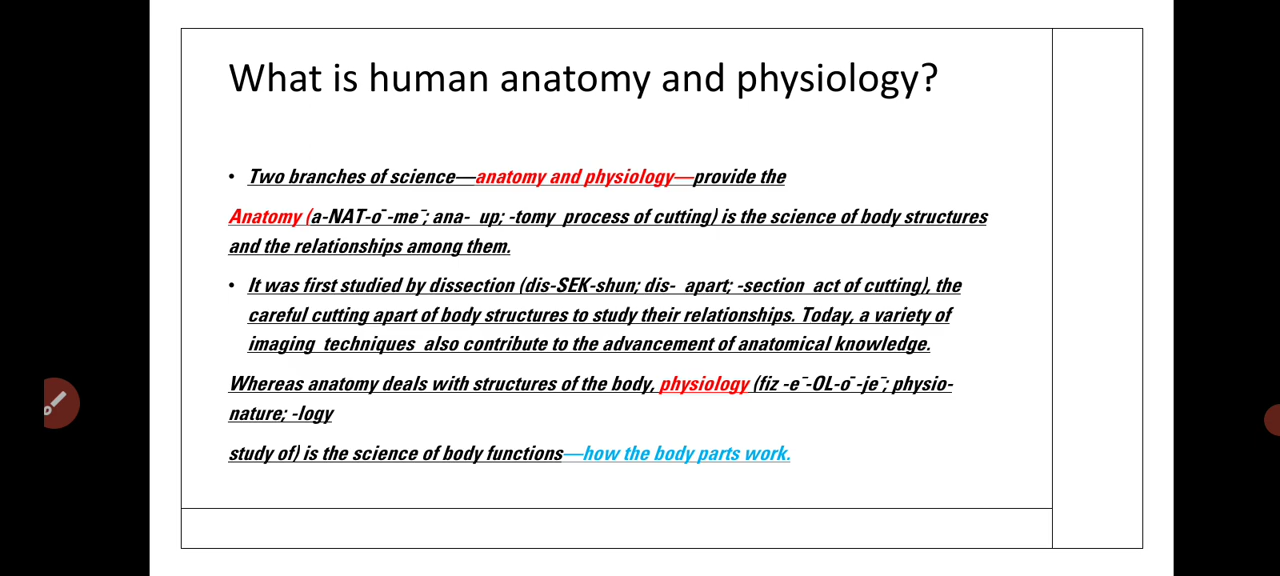 What is human anatomy and physiology?
• Two branches of science—anatomy and physiology—provide the
Anatomy (a-NAT-o¯-me¯; ana- up; -tomy process of cutting) is the science of body structures
and the relationships among them.
• It was first studied by dissection (dis-SEK-shun; dis- apart; -section act of cutting), the
careful cutting apart of body structures to study their relationships. Today, a variety of
imaging techniques also contribute to the advancement of anatomical knowledge.
Whereas anatomy deals with structures of the body, physiology (fiz -e¯-OL-o¯-je¯; physio-
nature; -logy
study of) is the science of body functions—how the body parts work.